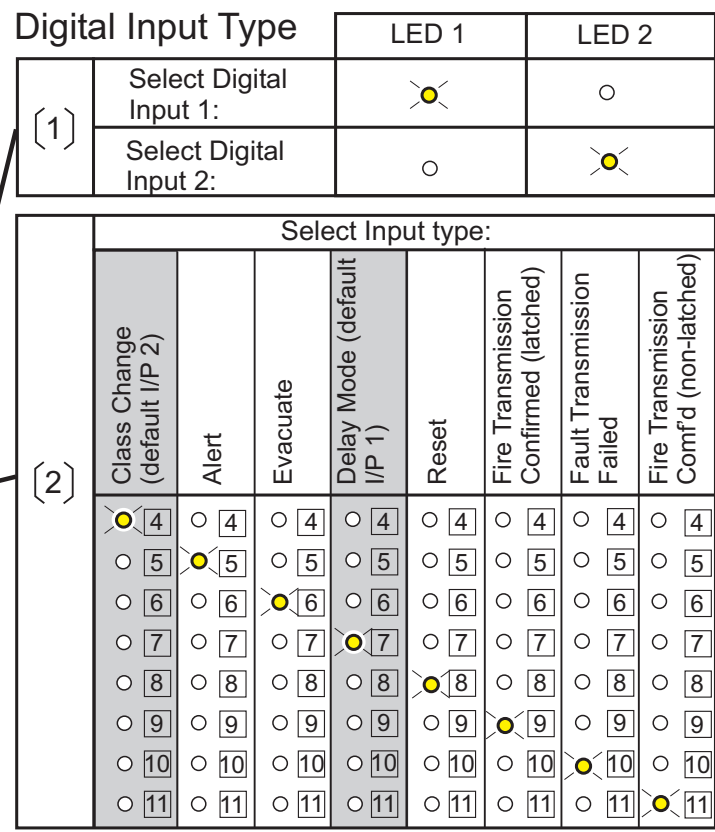 Digital Input Type
LED 1
LED 2
(1)
Select Digital
Input 1:
Select Digital
Input 2:
(2)
Select Input type:
Class Change
(default I/P 2)
Alert
Evacuate
Delay Mode (default
I/P 1)
Reset
Fire Transmission
Confirmed (latched)
Fault Transmission
Failed
Fire Transmission
Comf'd (non-latched)
4 4 4 4 4 4 4 4
5 5 5 5 5 5 5 5
6 6 6 6 6 6 6 6
7 7 7 7 7 7 7 7
8 8 8 8 8 8 8 8
9 9 9 9 9 9 9 9
10 10 10 10 10 10 10 10
11 11 11 11 11 11 11 11